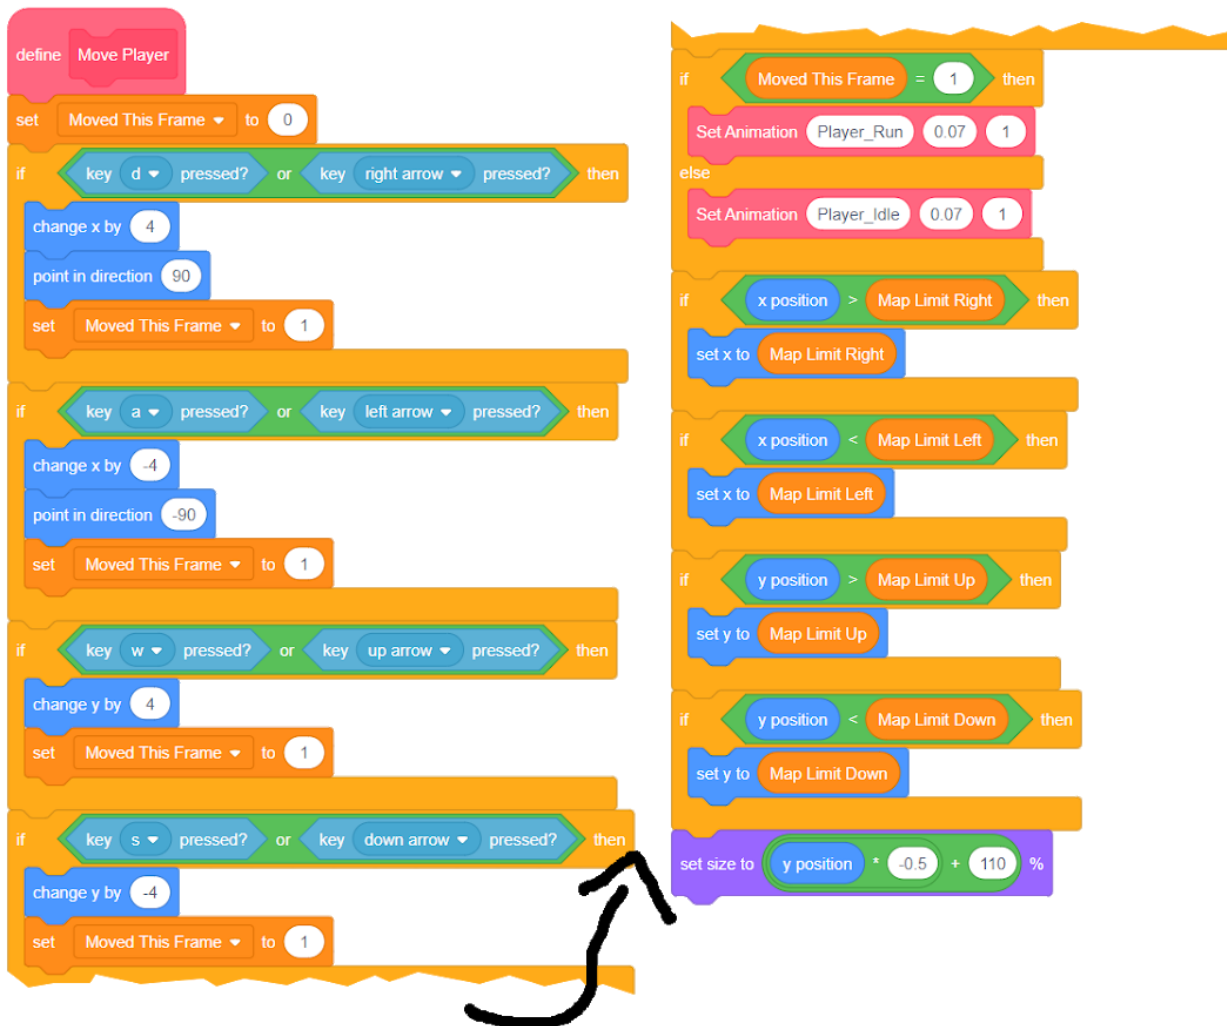 define Move Player
set Moved This Frame to 0
if key d pressed? or key right arrow pressed? then
change x by 4
point in direction 90
set Moved This Frame to 1
if key a pressed? or key left arrow pressed? then
change x by -4
point in direction -90
set Moved This Frame to 1
if key w pressed? or key up arrow pressed? then
change y by 4
set Moved This Frame to 1
if key s pressed? or key down arrow pressed? then
change y by -4
set Moved This Frame to 1
if Moved This Frame = 1 then
Set Animation Player_Run 0.07 1
else
Set Animation Player_Idle 0.07 1
if x position > Map Limit Right then
set x to Map Limit Right
if x position < Map Limit Left then
set x to Map Limit Left
if y position > Map Limit Up then
set y to Map Limit Up
if y position < Map Limit Down then
set y to Map Limit Down
set size to y position * -0.5 + 110 %